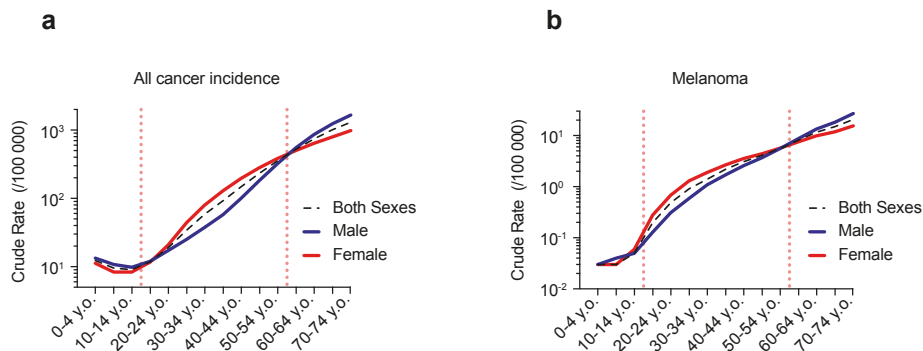 a
All cancer incidence
Crude Rate (/100 000)
10³
10²
10¹
Both Sexes
Male
Female
0-4 y.o.
10-14 y.o.
20-24 y.o.
30-34 y.o.
40-44 y.o.
50-54 y.o.
60-64 y.o.
70-74 y.o.
b
Melanoma
Crude Rate (/100 000)
10¹
10⁰
10⁻¹
10⁻²
Both Sexes
Male
Female
0-4 y.o.
10-14 y.o.
20-24 y.o.
30-34 y.o.
40-44 y.o.
50-54 y.o.
60-64 y.o.
70-74 y.o.